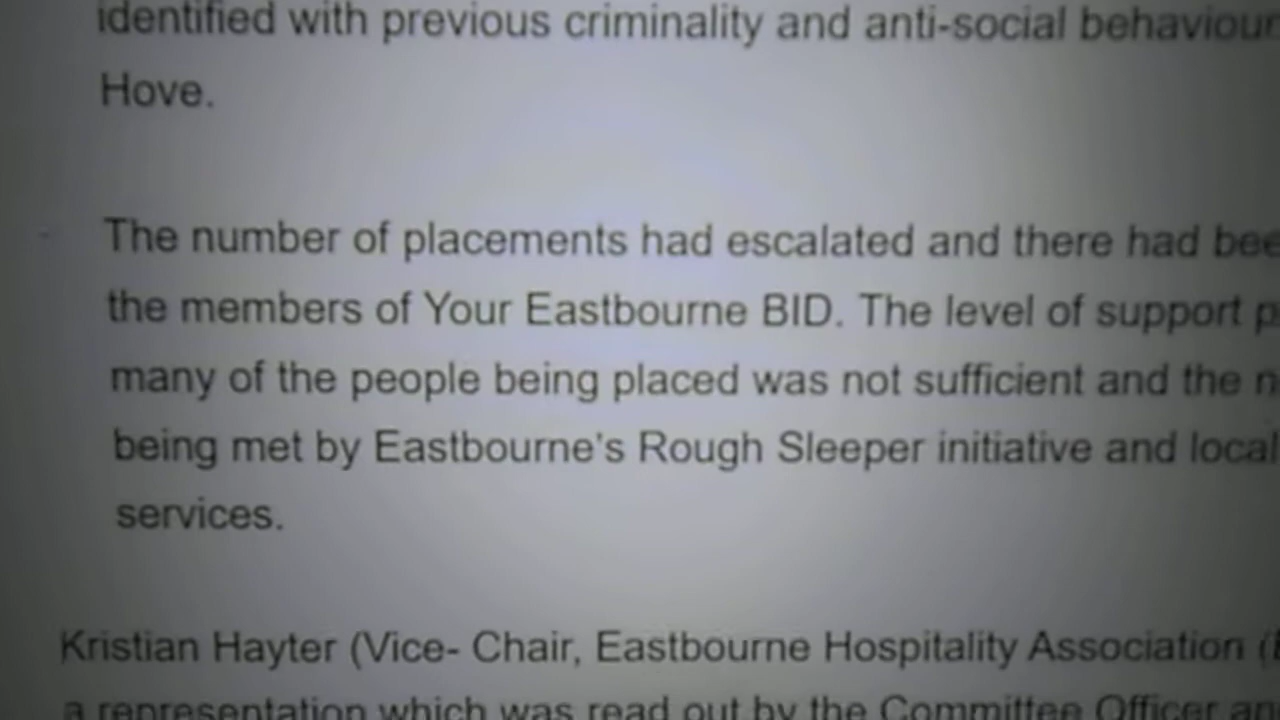 identified with previous criminality and anti-social behaviour
Hove.
The number of placements had escalated and there had
the members of Your Eastbourne BID. The level of support
many of the people being placed was not sufficient and the
being met by Eastbourne's Rough Sleeper initiative and local
services.
Kristian Hayter (Vice- Chair, Eastbourne Hospitality Association
a representation which was read out by the Committee Officer